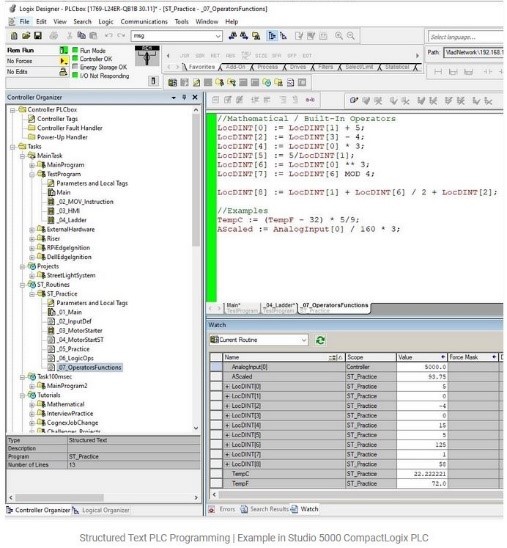 Logix Designer - PLCbox [1769-L24ER-QB1B 30.11]* - [ST_Practice - _07_OperatorsFunctions]
File Edit View Search Logic Communications Tools Window Help
msg
Select language...
Rem Run
Run Mode
No Forces
Controller OK
Energy Storage OK
No Edits
I/O Not Responding
Path: \VadNetwork\192.168.
Favorites Add-On Process Drives Filters Select/Limit Statistical
Controller Organizer
Controller PLCbox
Controller Tags
Controller Fault Handler
Power-Up Handler
Tasks
MainTask
MainProgram
TestProgram
Parameters and Local Tags
Main
_02_MOV_Instruction
_03_HMI
_04_Ladder
ExternalHardware
Riser
RPiEdgeIgnition
DellEdgeIgnition
Projects
StreetLightSystem
ST_Routines
ST_Practice
Parameters and Local Tags
_01_Main
_02_InputDef
_03_MotorStarter
_04_MotorStartST
_05_Practice
_06_LogicOps
_07_OperatorsFunctions
Task100msec
MainProgram2
Tutorials
Mathematical
InterviewPractice
CognexJobChange
Challenger_Projects
Type Structured Text
Description
Program ST_Practice
Number of Lines 13
Controller Organizer Logical Organizer
//Mathematical / Built-In Operators
LocDINT[0] := LocDINT[1] + 5;
LocDINT[2] := LocDINT[3] - 4;
LocDINT[4] := LocDINT[0] * 3;
LocDINT[5] := 5/LocDINT[1];
LocDINT[6] := LocDINT[0] ** 3;
LocDINT[7] := LocDINT[6] MOD 4;
LocDINT[8] := LocDINT[1] + LocDINT[6] / 2 + LocDINT[2];
//Examples
TempC := (TempF - 32) * 5/9;
AScaled := AnalogInput[0] / 160 * 3;
Main* _04_Ladder* _07_OperatorsFunctions
TestProgram TestProgram ST_Practice
Watch
Current Routine
Name Scope Value Force Mask
AnalogInput[0] Controller 5000.0
AScaled ST_Practice 93.75
LocDINT[0] ST_Practice 5
LocDINT[1] ST_Practice 0
LocDINT[2] ST_Practice -4
LocDINT[3] ST_Practice 0
LocDINT[4] ST_Practice 15
LocDINT[5] ST_Practice 5
LocDINT[6] ST_Practice 125
LocDINT[7] ST_Practice 1
LocDINT[8] ST_Practice 58
TempC ST_Practice 22.222221
TempF ST_Practice 72.0
Errors Search Results Watch
Structured Text PLC Programming | Example in Studio 5000 CompactLogix PLC